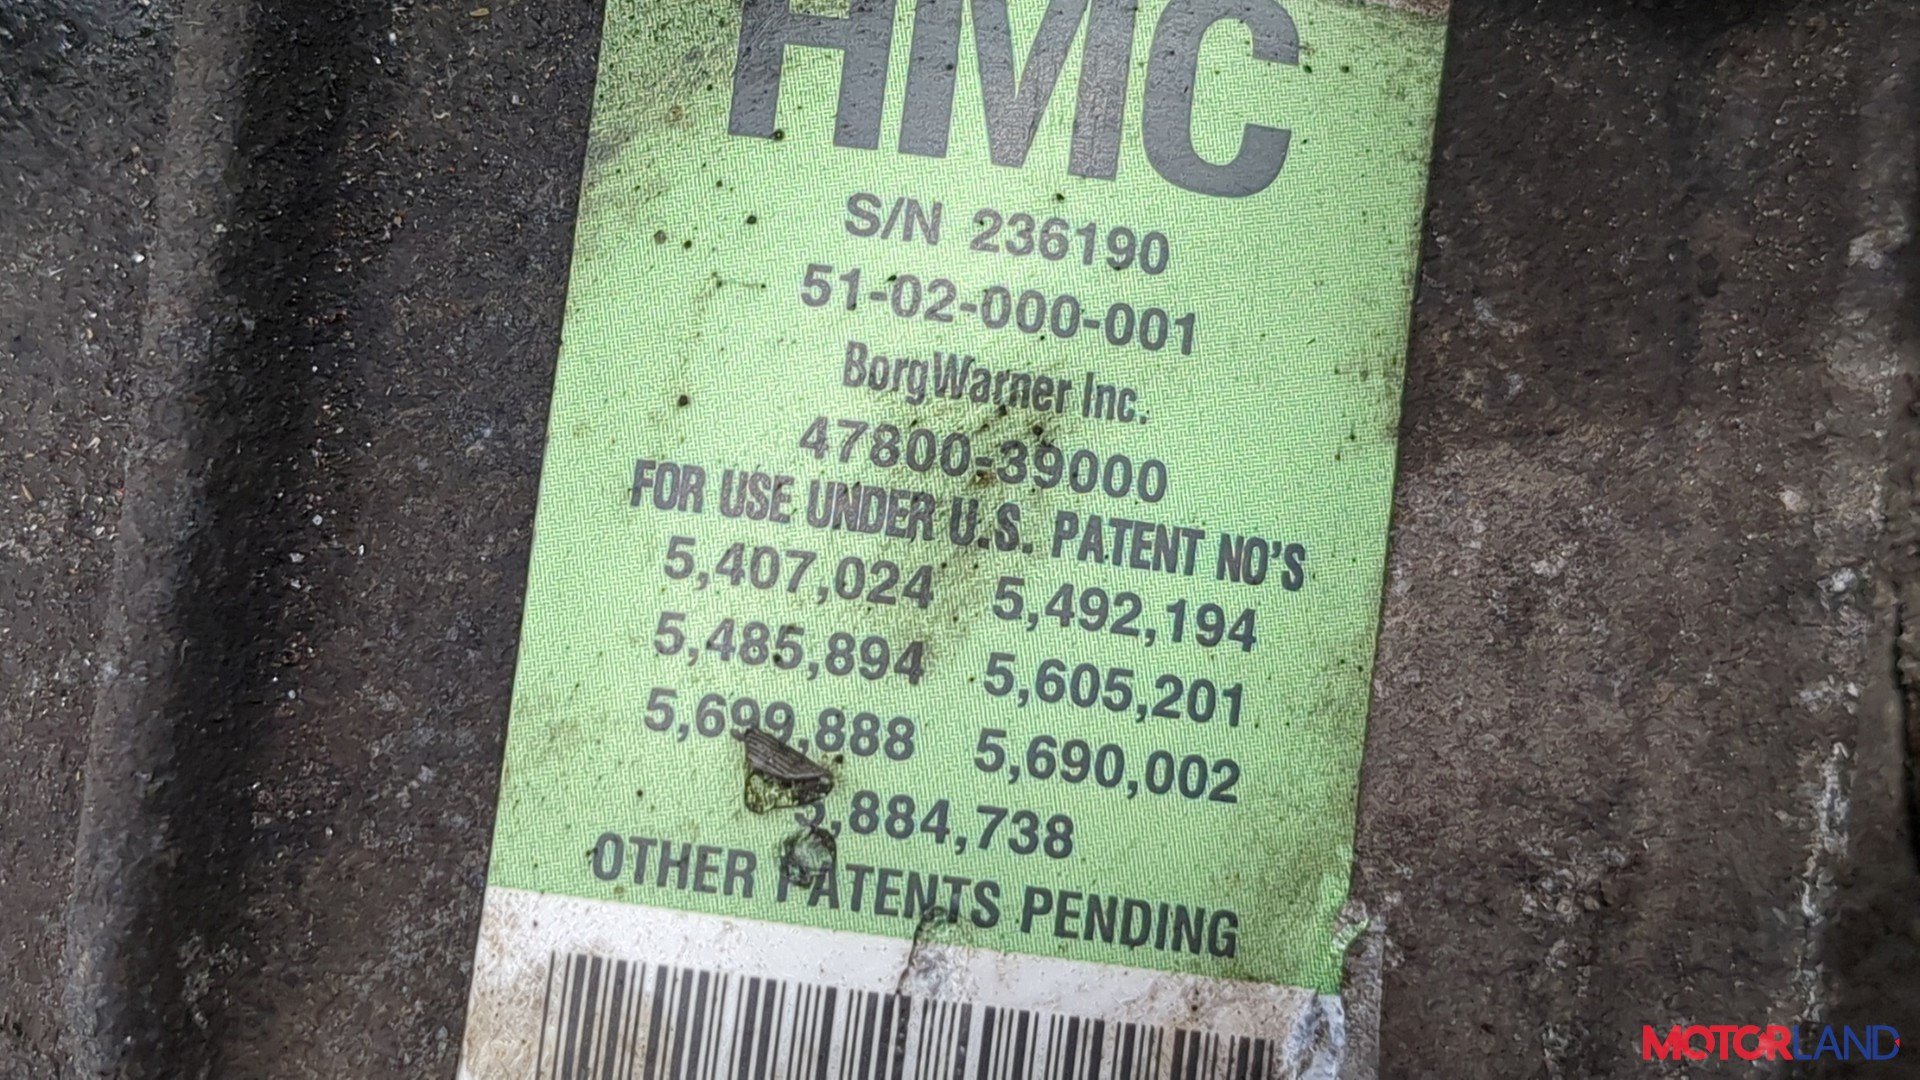 HMC
S/N 236190
51-02-000-001
BorgWarner Inc.
47800-39000
FOR USE UNDER U.S. PATENT NO'S
5,407,024 5,492,194
5,485,894 5,605,201
5,699,888 5,690,002
5,884,738
OTHER PATENTS PENDING
MOTORLAND